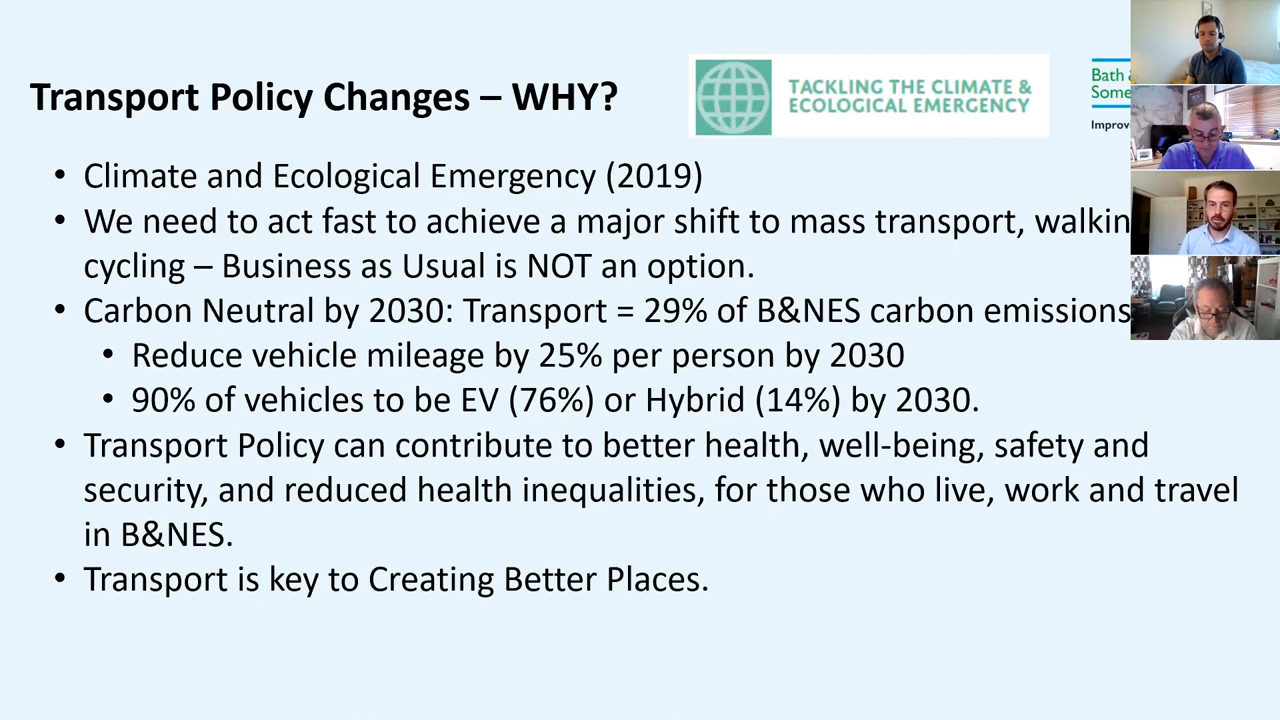 Transport Policy Changes – WHY?
TACKLING THE CLIMATE &
ECOLOGICAL EMERGENCY
Bath
Some
Improv
• Climate and Ecological Emergency (2019)
• We need to act fast to achieve a major shift to mass transport, walkin
cycling – Business as Usual is NOT an option.
• Carbon Neutral by 2030: Transport = 29% of B&NES carbon emissions
• Reduce vehicle mileage by 25% per person by 2030
• 90% of vehicles to be EV (76%) or Hybrid (14%) by 2030.
• Transport Policy can contribute to better health, well-being, safety and
security, and reduced health inequalities, for those who live, work and travel
in B&NES.
• Transport is key to Creating Better Places.